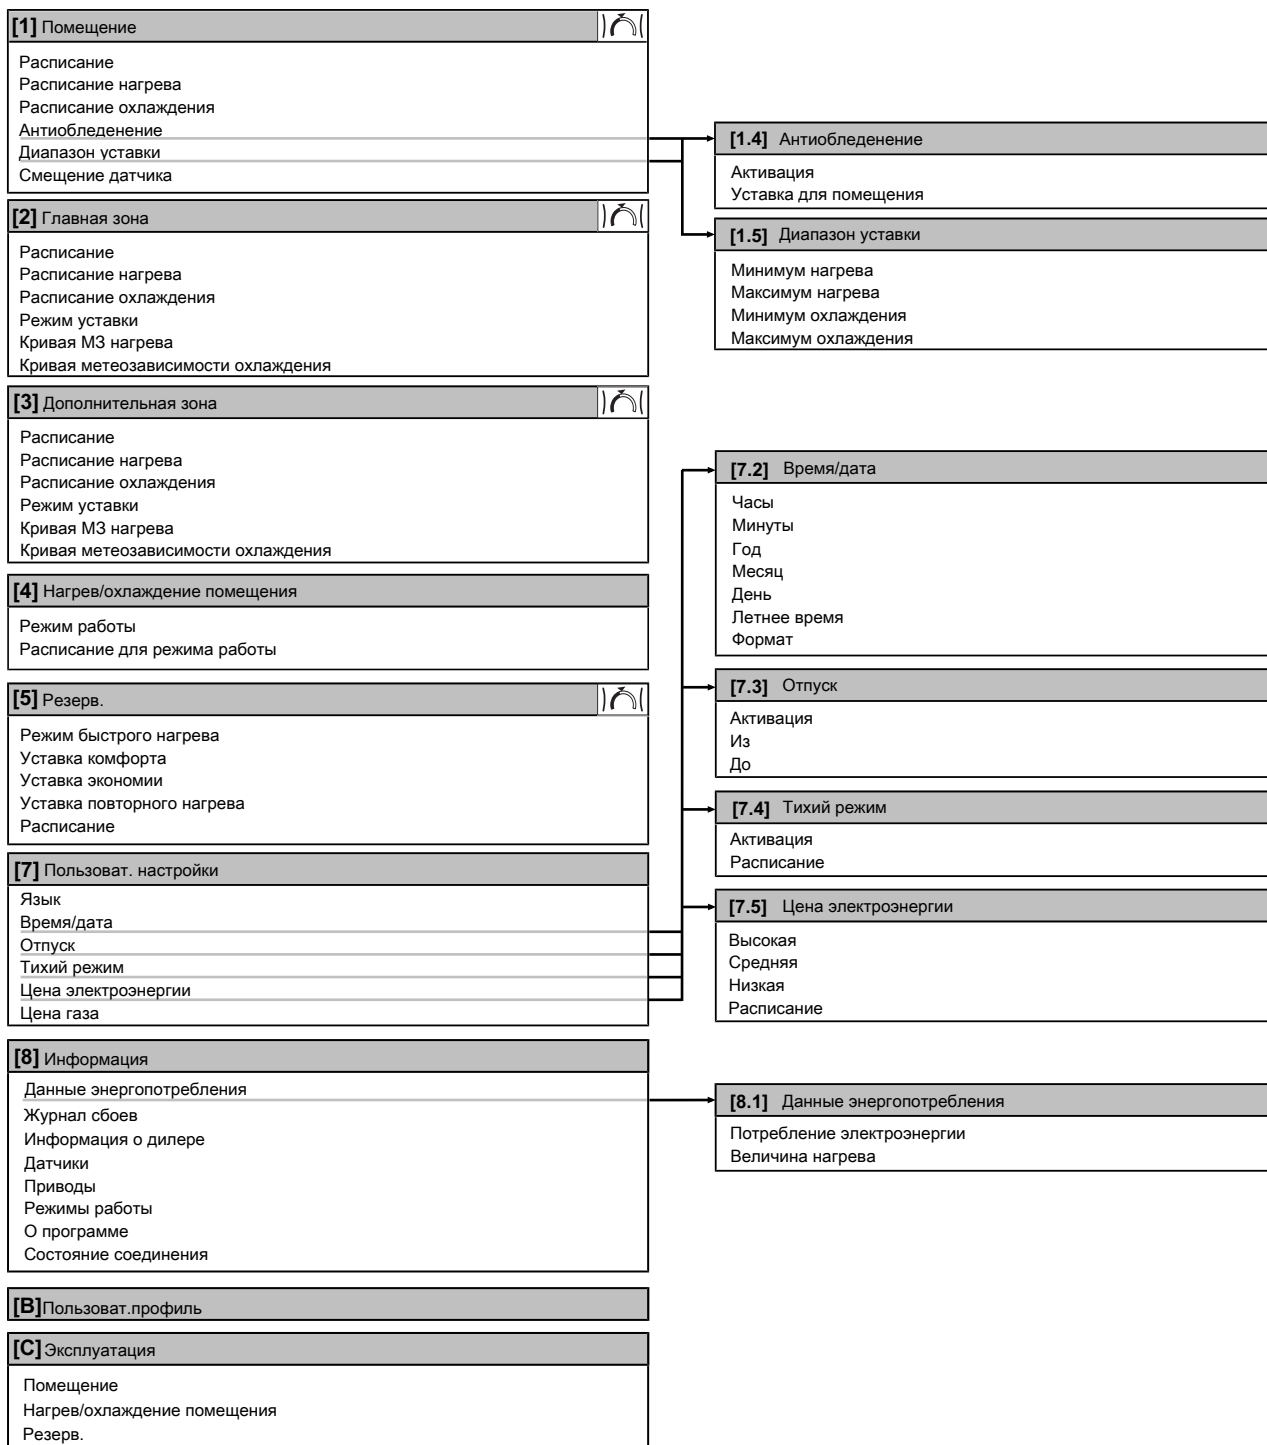 [1] Помещение
Расписание
Расписание нагрева
Расписание охлаждения
Антиобледенение
Диапазон уставки
Смещение датчика
[1.4] Антиобледенение
Активация
Уставка для помещения
[1.5] Диапазон уставки
Минимум нагрева
Максимум нагрева
Минимум охлаждения
Максимум охлаждения
[2] Главная зона
Расписание
Расписание нагрева
Расписание охлаждения
Режим уставки
Кривая МЗ нагрева
Кривая метеозависимости охлаждения
[3] Дополнительная зона
Расписание
Расписание нагрева
Расписание охлаждения
Режим уставки
Кривая МЗ нагрева
Кривая метеозависимости охлаждения
[4] Нагрев/охлаждение помещения
Режим работы
Расписание для режима работы
[5] Резерв.
Режим быстрого нагрева
Уставка комфорта
Уставка экономии
Уставка повторного нагрева
Расписание
[7] Пользоват. настройки
Язык
Время/дата
Отпуск
Тихий режим
Цена электроэнергии
Цена газа
[7.2] Время/дата
Часы
Минуты
Год
Месяц
День
Летнее время
Формат
[7.3] Отпуск
Активация
Из
До
[7.4] Тихий режим
Активация
Расписание
[7.5] Цена электроэнергии
Высокая
Средняя
Низкая
Расписание
[8] Информация
Данные энергопотребления
Журнал сбоев
Информация о дилере
Датчики
Приводы
Режимы работы
О программе
Состояние соединения
[8.1] Данные энергопотребления
Потребление электроэнергии
Величина нагрева
[B]Пользоват.профиль
[C] Эксплуатация
Помещение
Нагрев/охлаждение помещения
Резерв.